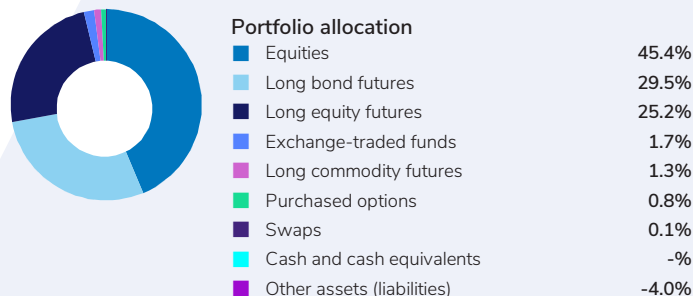 Portfolio allocation
Equities 45.4%
Long bond futures 29.5%
Long equity futures 25.2%
Exchange-traded funds 1.7%
Long commodity futures 1.3%
Purchased options 0.8%
Swaps 0.1%
Cash and cash equivalents -%
Other assets (liabilities) -4.0%